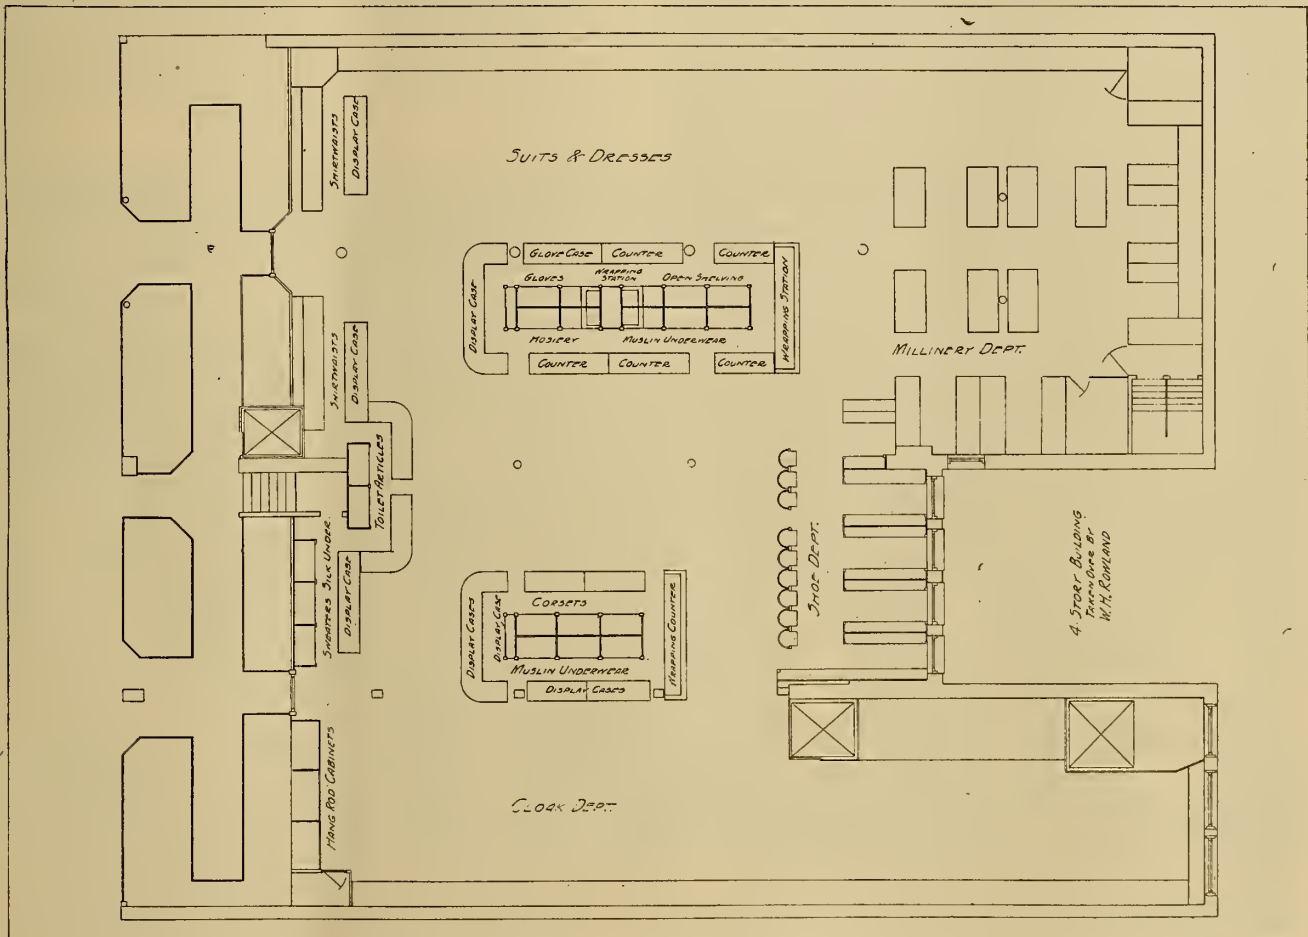 SHIRTWAISTS
DISPLAY CASE
SUITS & DRESSES
GLOVE CASE
COUNTER
COUNTER
GLOVES
WRAPPING
STATION
OPEN SHELVING
DISPLAY CASE
WRAPPING STATION
HOSIERY
MUSLIN UNDERWEAR
COUNTER
COUNTER
COUNTER
MILLINERY DEPT.
SHIRTWAISTS
DISPLAY CASE
TOILET ARTICLES
SWEATERS SILK UNDER.
DISPLAY CASE
SHOE DEPT.
4 STORY BUILDING
TAKEN OVER BY
W.H. ROWLAND
DISPLAY CASES
DISPLAY CASE
CORSETS
WRAPPING COUNTER
MUSLIN UNDERWEAR
DISPLAY CASES
HANG ROD CABINETS
CLOAK DEPT.